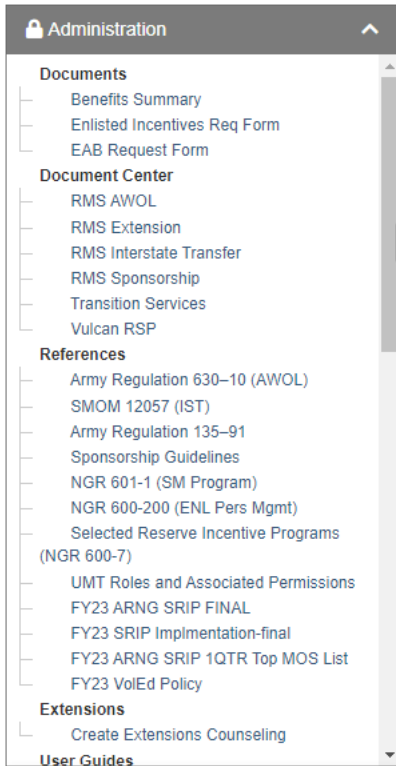 Administration
Documents
Benefits Summary
Enlisted Incentives Req Form
EAB Request Form
Document Center
RMS AWOL
RMS Extension
RMS Interstate Transfer
RMS Sponsorship
Transition Services
Vulcan RSP
References
Army Regulation 630–10 (AWOL)
SMOM 12057 (IST)
Army Regulation 135–91
Sponsorship Guidelines
NGR 601-1 (SM Program)
NGR 600-200 (ENL Pers Mgmt)
Selected Reserve Incentive Programs
(NGR 600-7)
UMT Roles and Associated Permissions
FY23 ARNG SRIP FINAL
FY23 SRIP Implmentation-final
FY23 ARNG SRIP 1QTR Top MOS List
FY23 VolEd Policy
Extensions
Create Extensions Counseling
User Guides